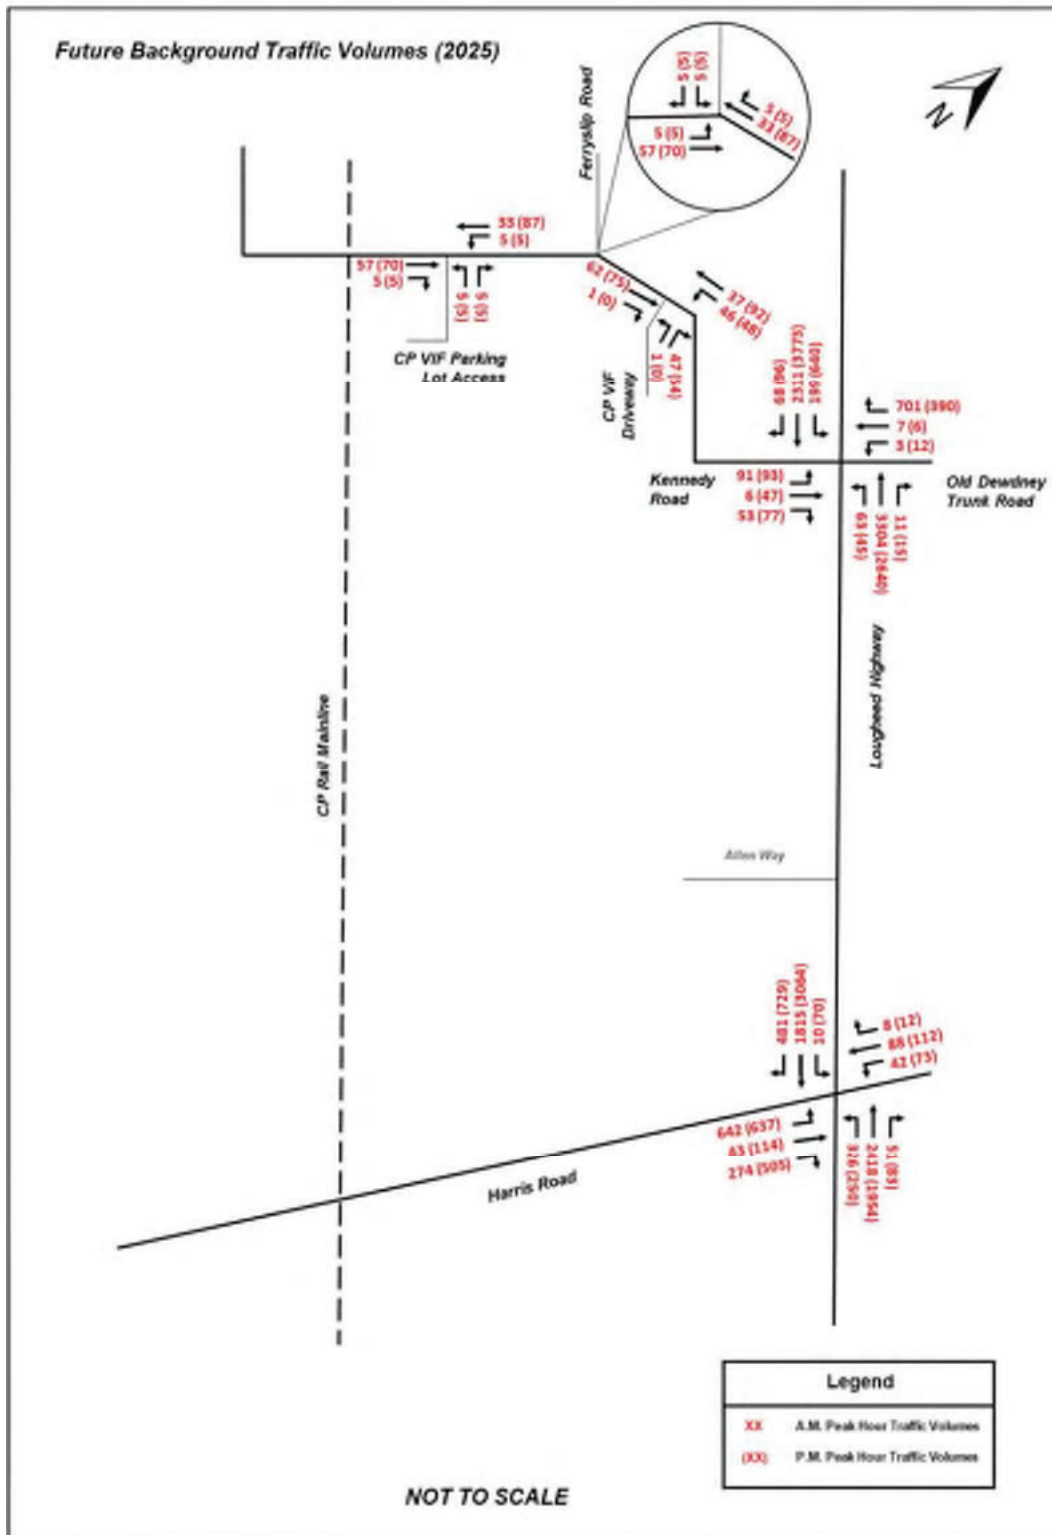 Future Background Traffic Volumes (2025)
Ferryslip Road
5 (5)
5 (5)
5 (5)
33 (87)
5 (5)
57 (70)
N
33 (87)
5 (5)
57 (70)
5 (5)
5 (5)
5 (5)
CP VIF Parking
Lot Access
62 (75)
1 (0)
37 (92)
46 (48)
1 (0)
47 (54)
CP VIF
Driveway
68 (96)
2311 (3775)
199 (640)
701 (390)
7 (6)
3 (12)
Kennedy
Road
91 (93)
6 (47)
53 (77)
Old Dewdney
Trunk Road
63 (45)
3304 (2640)
11 (15)
Lougheed Highway
CP Rail Mainline
Allen Way
481 (729)
1815 (3064)
10 (70)
8 (12)
88 (112)
42 (73)
642 (637)
43 (114)
274 (505)
326 (250)
2418 (1954)
51 (85)
Harris Road
Legend
XX A.M. Peak Hour Traffic Volumes
(XX) P.M. Peak Hour Traffic Volumes
NOT TO SCALE